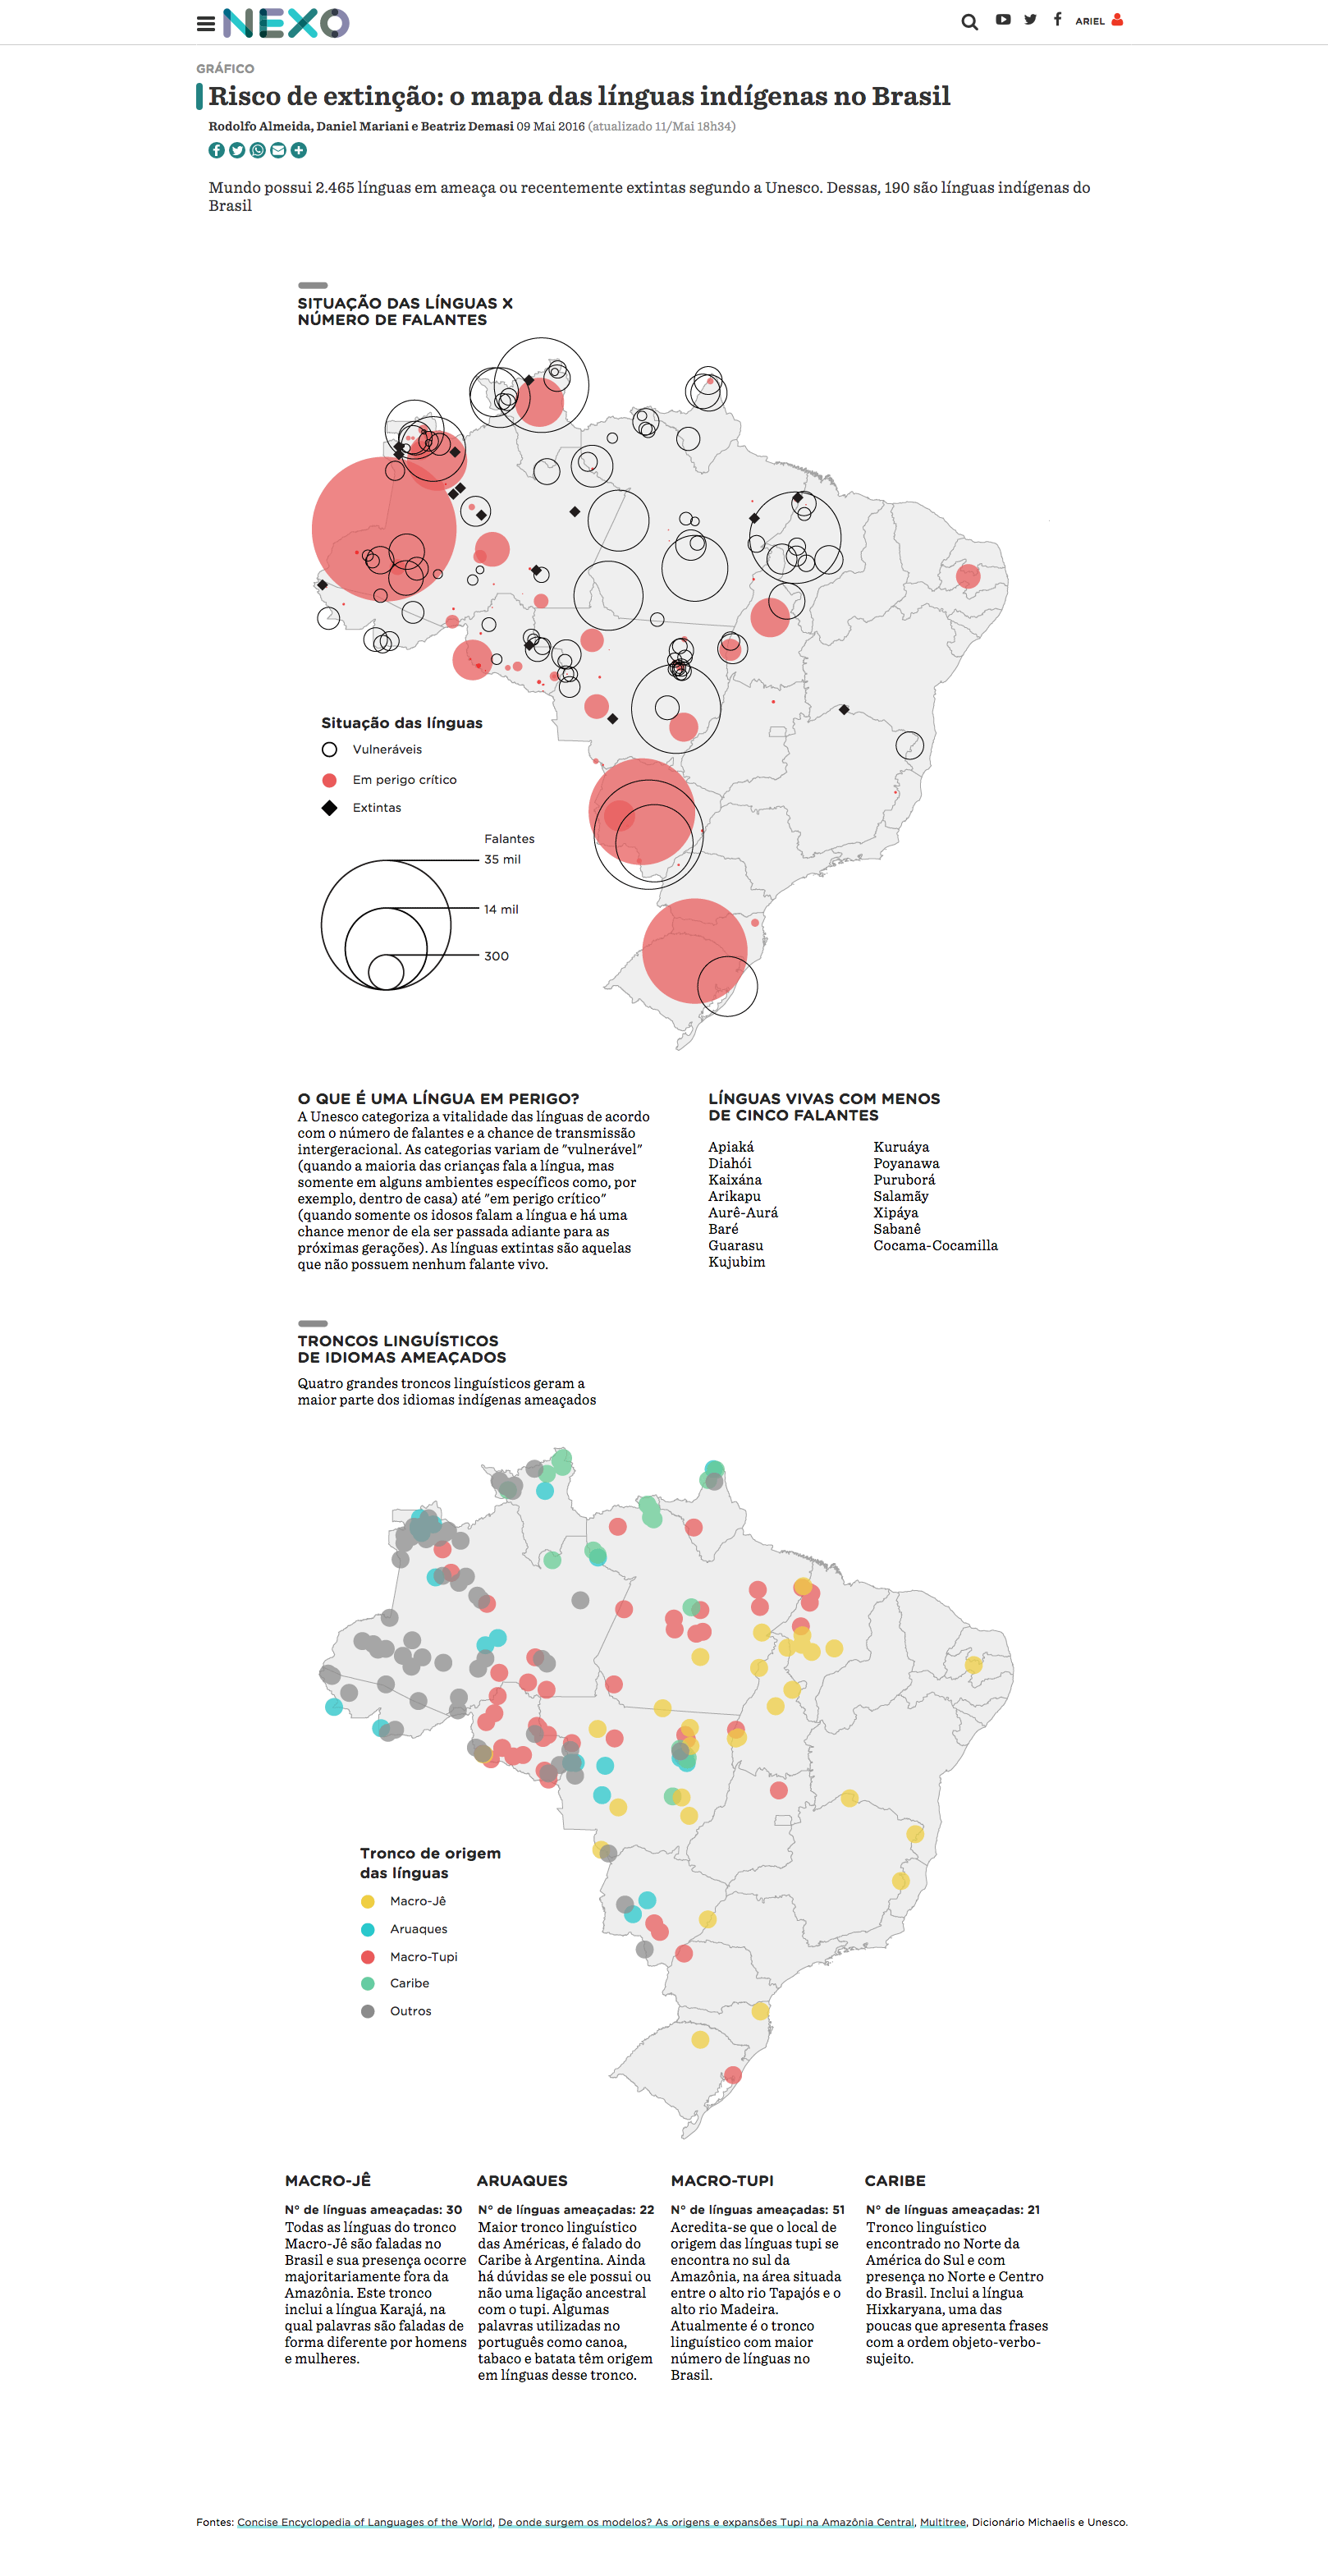 NEXO
ARIEL
GRÁFICO
Risco de extinção: o mapa das línguas indígenas no Brasil
Rodolfo Almeida, Daniel Mariani e Beatriz Demasi 09 Mai 2016 (atualizado 11/Mai 18h34)
Mundo possui 2.465 línguas em ameaça ou recentemente extintas segundo a Unesco. Dessas, 190 são línguas indígenas do
Brasil
SITUAÇÃO DAS LÍNGUAS X
NÚMERO DE FALANTES
Situação das línguas
Vulneráveis
Em perigo crítico
Extintas
Falantes
35 mil
14 mil
300
O QUE É UMA LÍNGUA EM PERIGO?
A Unesco categoriza a vitalidade das línguas de acordo
com o número de falantes e a chance de transmissão
intergeracional. As categorias variam de "vulnerável"
(quando a maioria das crianças fala a língua, mas
somente em alguns ambientes específicos como, por
exemplo, dentro de casa) até "em perigo crítico"
(quando somente os idosos falam a língua e há uma
chance menor de ela ser passada adiante para as
próximas gerações). As línguas extintas são aquelas
que não possuem nenhum falante vivo.
LÍNGUAS VIVAS COM MENOS
DE CINCO FALANTES
Apiaká
Diahói
Kaixána
Arikapu
Aurê-Aurá
Baré
Guarasu
Kujubim
Kuruáya
Poyanawa
Puruborá
Salamãy
Xipáya
Sabanê
Cocama-Cocamilla
TRONCOS LINGUÍSTICOS
DE IDIOMAS AMEAÇADOS
Quatro grandes troncos linguísticos geram a
maior parte dos idiomas indígenas ameaçados
Tronco de origem
das línguas
Macro-Jê
Aruaques
Macro-Tupi
Caribe
Outros
MACRO-JÊ
N° de línguas ameaçadas: 30
Todas as línguas do tronco
Macro-Jê são faladas no
Brasil e sua presença ocorre
majoritariamente fora da
Amazônia. Este tronco
inclui a língua Karajá, na
qual palavras são faladas de
forma diferente por homens
e mulheres.
ARUAQUES
N° de línguas ameaçadas: 22
Maior tronco linguístico
das Américas, é falado do
Caribe à Argentina. Ainda
há dúvidas se ele possui ou
não uma ligação ancestral
com o tupi. Algumas
palavras utilizadas no
português como canoa,
tabaco e batata têm origem
em línguas desse tronco.
MACRO-TUPI
N° de línguas ameaçadas: 51
Acredita-se que o local de
origem das línguas tupi se
encontra no sul da
Amazônia, na área situada
entre o alto rio Tapajós e o
alto rio Madeira.
Atualmente é o tronco
linguístico com maior
número de línguas no
Brasil.
CARIBE
N° de línguas ameaçadas: 21
Tronco linguístico
encontrado no Norte da
América do Sul e com
presença no Norte e Centro
do Brasil. Inclui a língua
Hixkaryana, uma das
poucas que apresenta frases
com a ordem objeto-verbo-
sujeito.
Fontes: Concise Encyclopedia of Languages of the World, De onde surgem os modelos? As origens e expansões Tupi na Amazônia Central, Multitree, Dicionário Michaelis e Unesco.